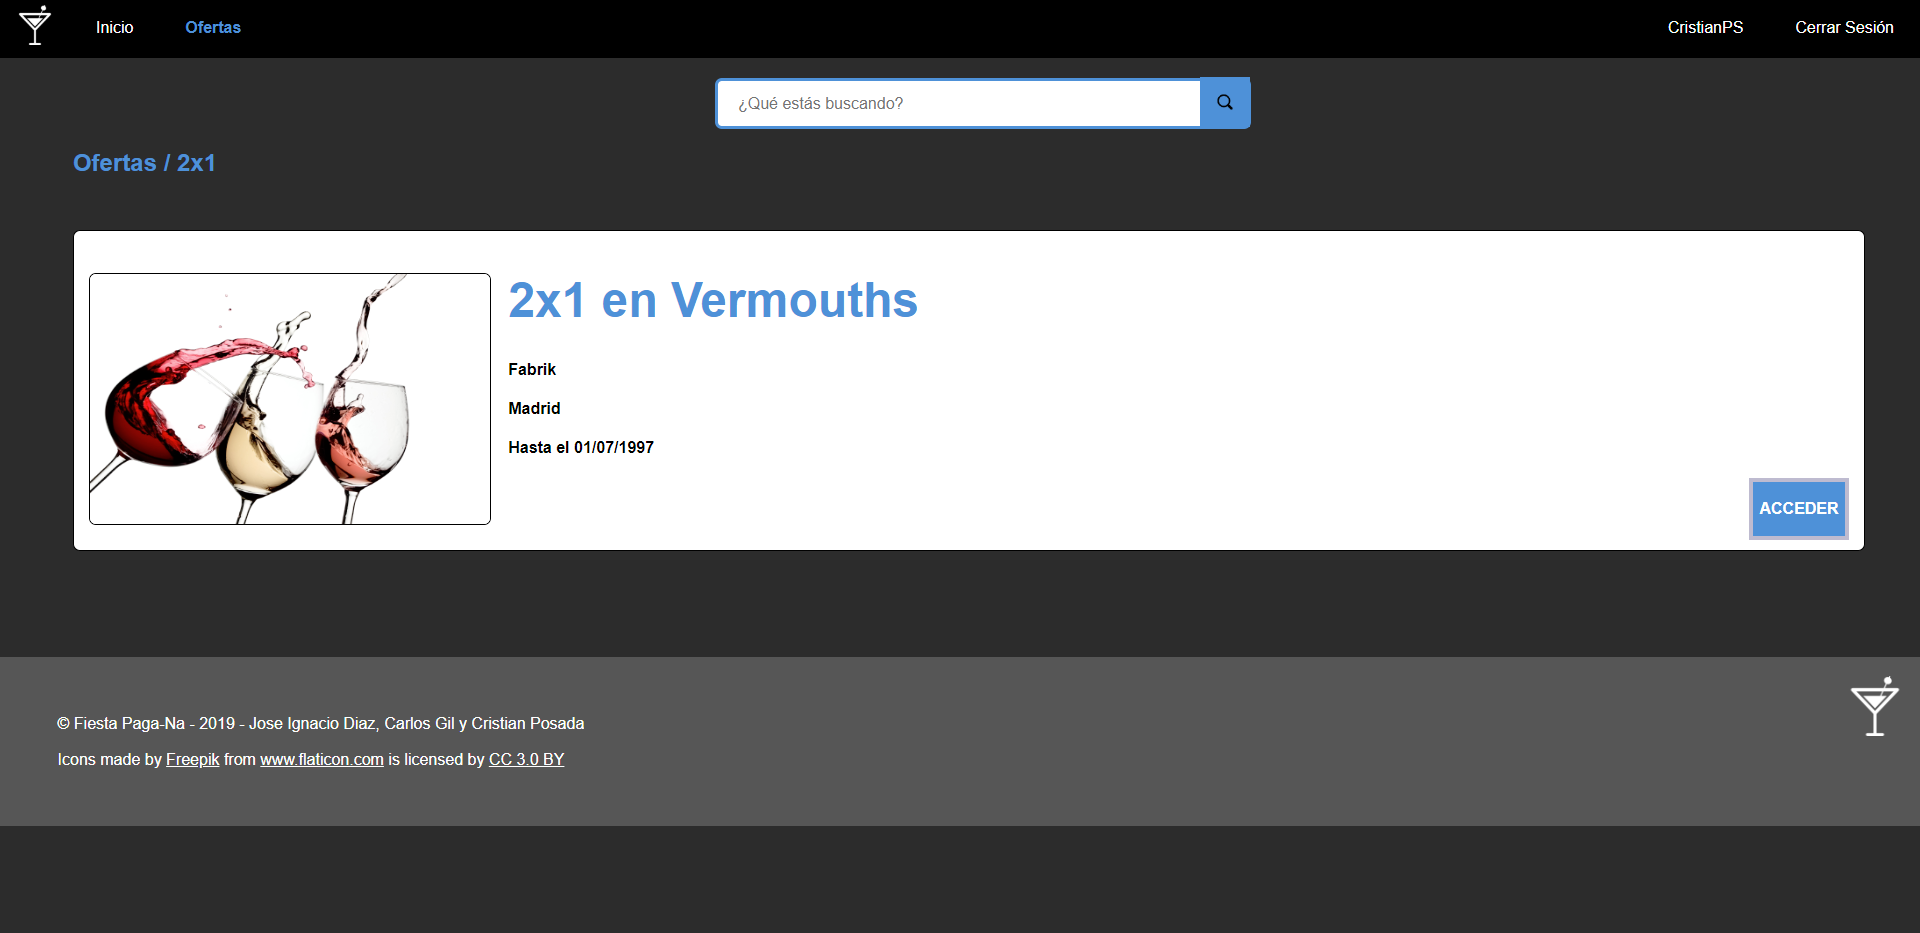 Inicio
Ofertas
CristianPS
Cerrar Sesión
¿Qué estás buscando?
Ofertas / 2x1
2x1 en Vermouths
Fabrik
Madrid
Hasta el 01/07/1997
ACCEDER
© Fiesta Paga-Na - 2019 - Jose Ignacio Diaz, Carlos Gil y Cristian Posada
Icons made by Freepik from www.flaticon.com is licensed by CC 3.0 BY